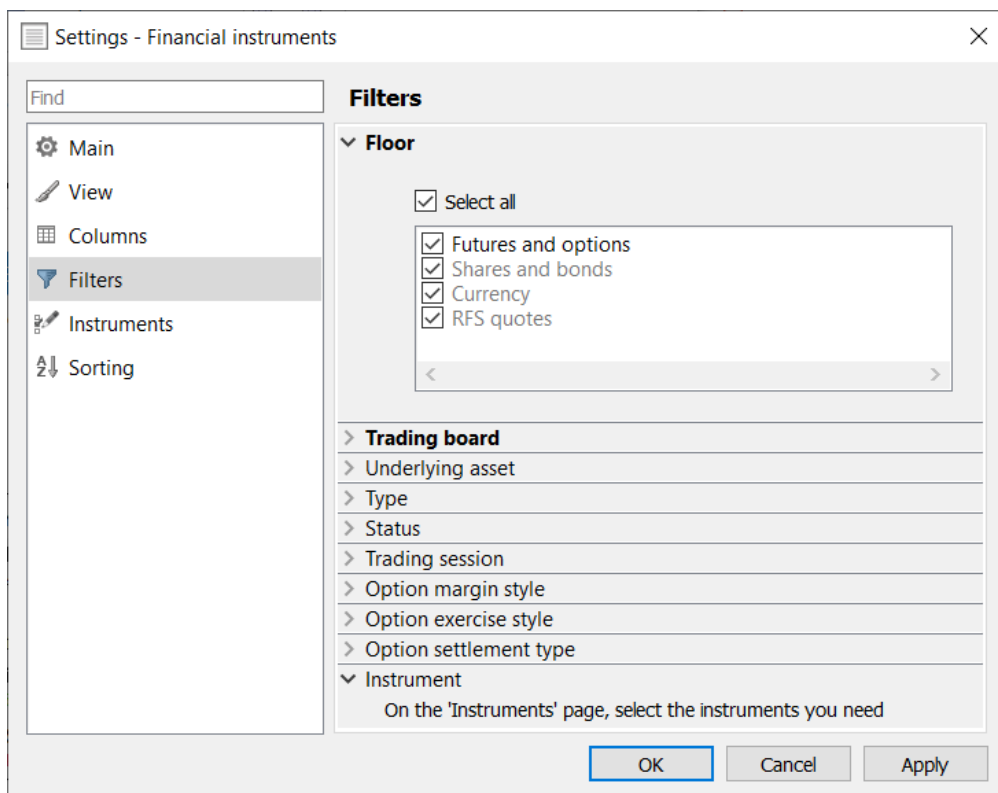 Settings - Financial instruments
Find
Main
View
Columns
Filters
Instruments
Sorting
Filters
Floor
Select all
Futures and options
Shares and bonds
Currency
RFS quotes
Trading board
Underlying asset
Type
Status
Trading session
Option margin style
Option exercise style
Option settlement type
Instrument
On the 'Instruments' page, select the instruments you need
OK
Cancel
Apply